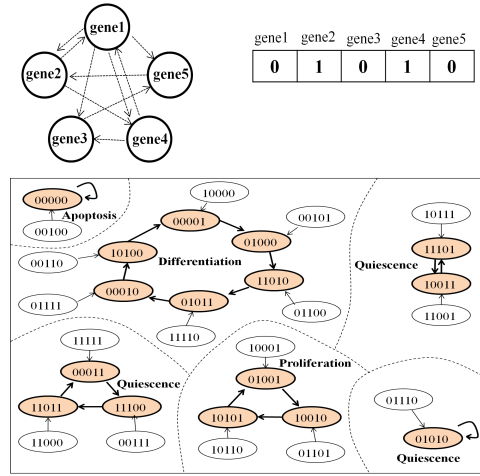 gene1
gene2
gene5
gene3
gene4
gene1 gene2 gene3 gene4 gene5
0 1 0 1 0
00000
Apoptosis
00100
10000
00001
00101
01000
10100
00110
Differentiation
11010
00010
01111
01011
01100
11110
10111
11101
Quiescence
10011
11001
11111
00011
Quiescence
11011
11100
11000
00111
10001
Proliferation
01001
10101
10010
10110
01101
01110
01010
Quiescence